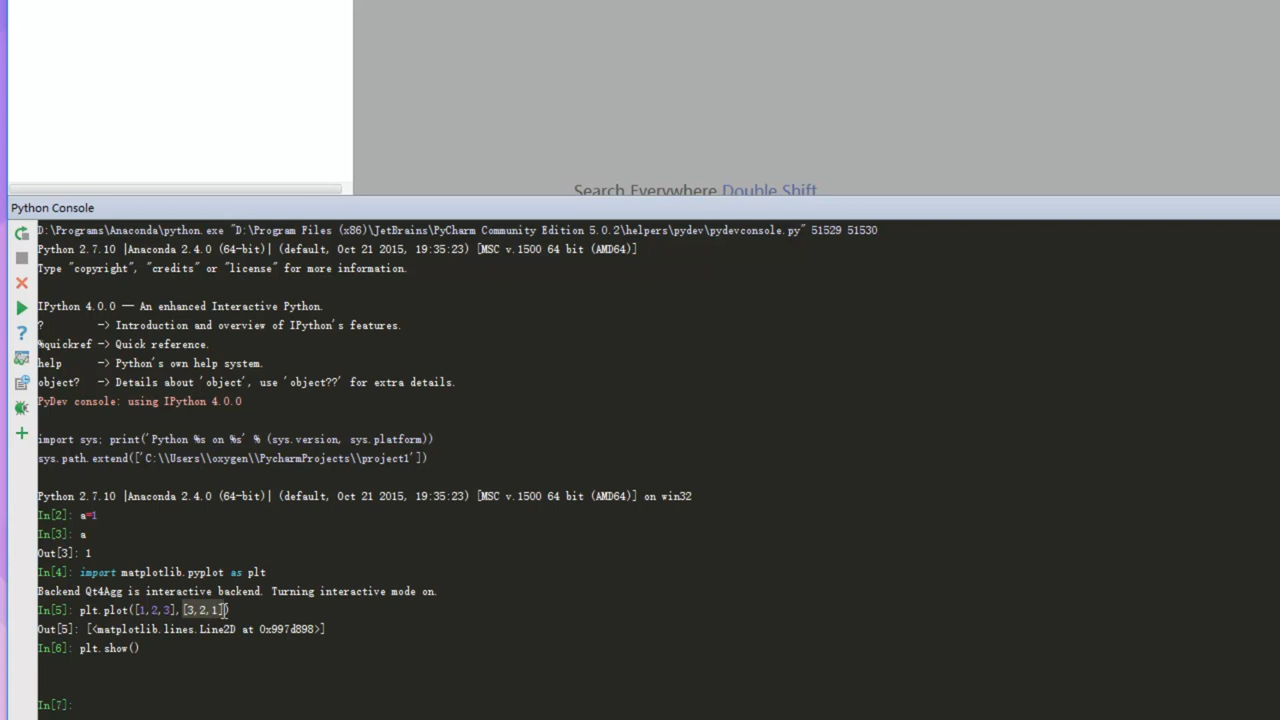 Search Everywhere Double Shift
Python Console
D:\Programs\Anaconda\python.exe "D:\Program Files (x86)\JetBrains\PyCharm Community Edition 5.0.2\helpers\pydev\pydevconsole.py" 51529 51530
Python 2.7.10 |Anaconda 2.4.0 (64-bit)| (default, Oct 21 2015, 19:35:23) [MSC v.1500 64 bit (AMD64)]
Type "copyright", "credits" or "license" for more information.
IPython 4.0.0 -- An enhanced Interactive Python.
? -> Introduction and overview of IPython's features.
%quickref -> Quick reference.
help -> Python's own help system.
object? -> Details about 'object', use 'object??' for extra details.
PyDev console: using IPython 4.0.0
import sys; print('Python %s on %s' % (sys.version, sys.platform))
sys.path.extend(['C:\\Users\\oxygen\\PycharmProjects\\project1'])
Python 2.7.10 |Anaconda 2.4.0 (64-bit)| (default, Oct 21 2015, 19:35:23) [MSC v.1500 64 bit (AMD64)] on win32
In[2]: a=1
In[3]: a
Out[3]: 1
In[4]: import matplotlib.pyplot as plt
Backend Qt4Agg is interactive backend. Turning interactive mode on.
In[5]: plt.plot([1,2,3],[3,2,1])
Out[5]: [<matplotlib.lines.Line2D at 0x997d898>]
In[6]: plt.show()
In[7]: